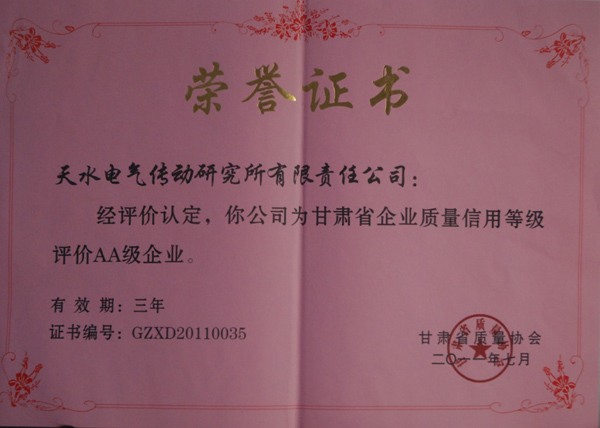 荣誉证书
天水电气传动研究所有限责任公司：
经评价认定，你公司为甘肃省企业质量信用等级
评价AA级企业。
有 效 期：三年
证书编号：GZXD20110035
甘肃省质量协会
二〇一一年七月